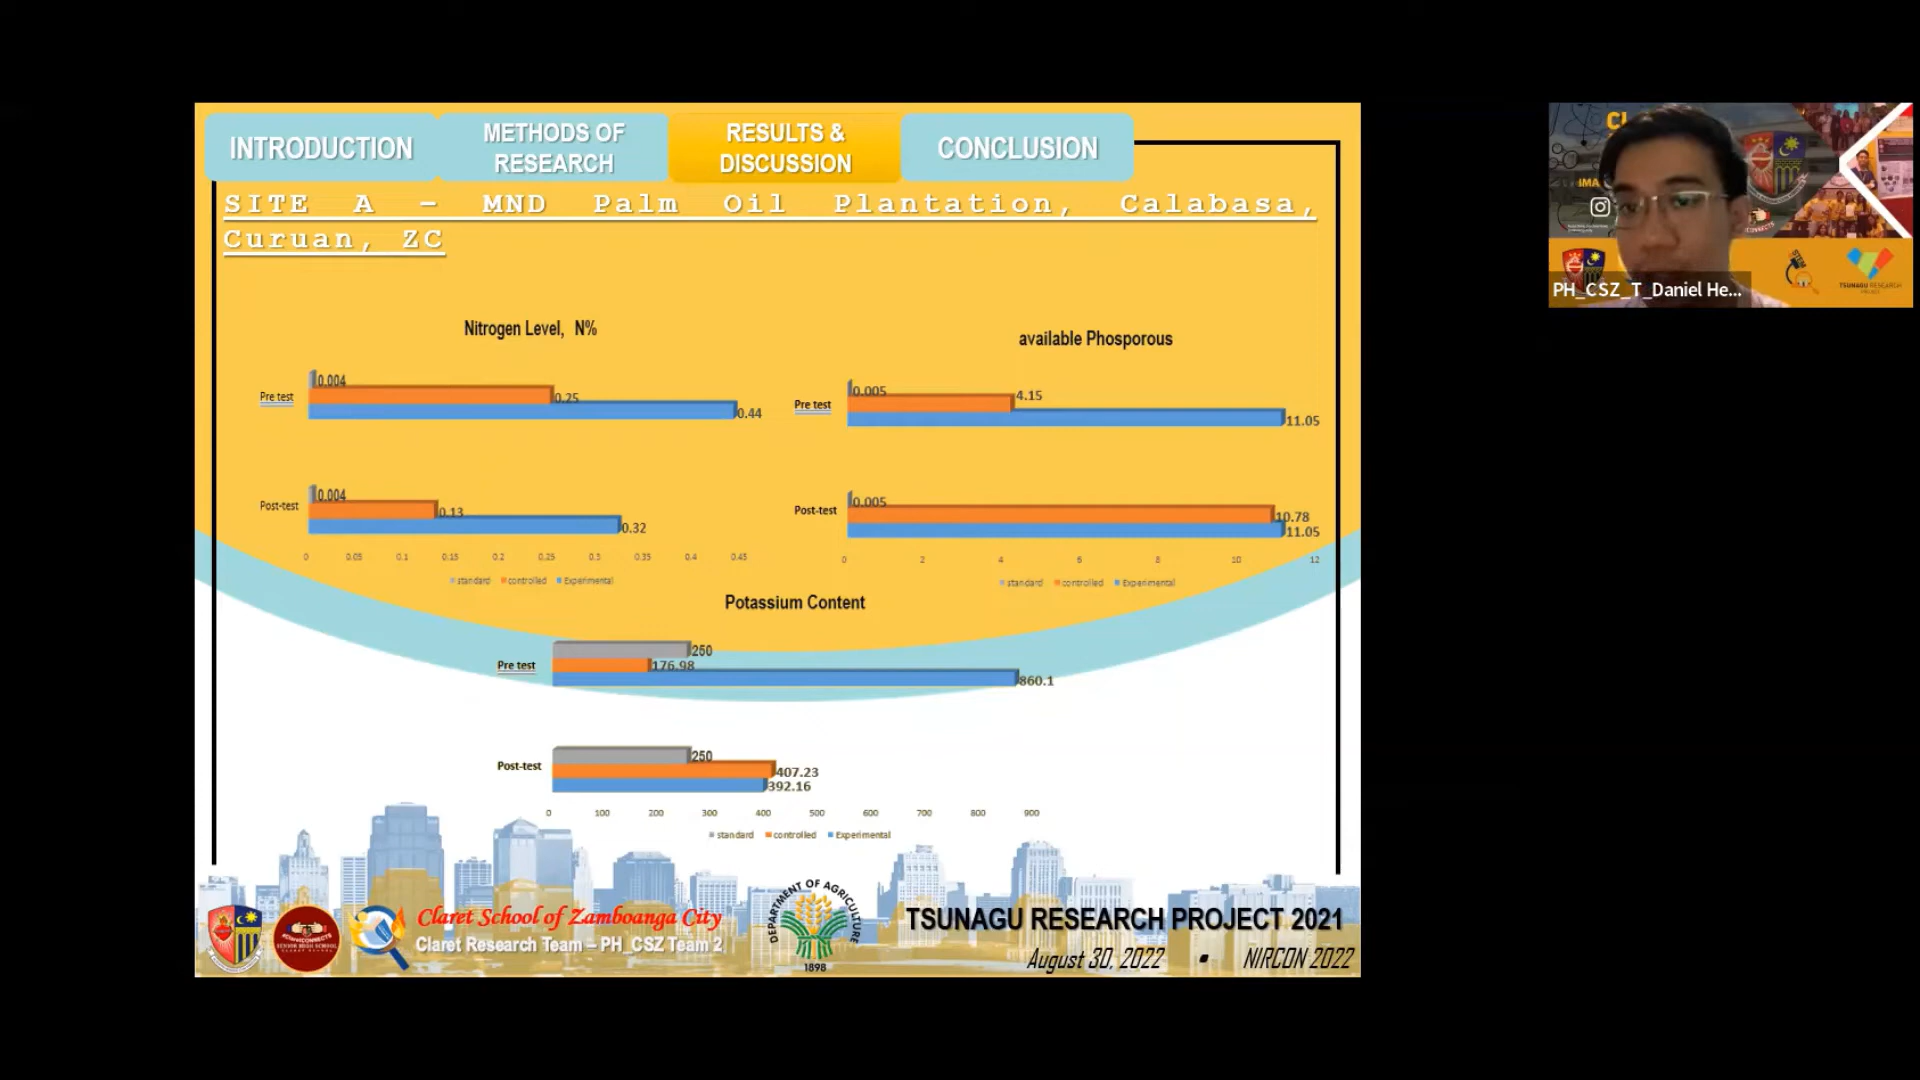 INTRODUCTION
METHODS OF
RESEARCH
RESULTS &
DISCUSSION
CONCLUSION
SITE A – MND Palm Oil Plantation, Calabasa,
Curuan, ZC
Nitrogen Level, N%
Pre test
0.004
0.25
0.44
Post-test
0.004
0.13
0.32
0 0.05 0.1 0.15 0.2 0.25 0.3 0.35 0.4 0.45
standard controlled Experimental
available Phosporous
Pre test
0.005
4.15
11.05
Post-test
0.005
10.78
11.05
0 2 4 6 8 10 12
standard controlled Experimental
Potassium Content
Pre test
250
176.98
860.1
Post-test
250
407.23
392.16
0 100 200 300 400 500 600 700 800 900
standard controlled Experimental
Claret School of Zamboanga City
Claret Research Team – PH_CSZ Team 2
DEPARTMENT OF AGRICULTURE
1898
TSUNAGU RESEARCH PROJECT 2021
August 30, 2022 • NIRCON 2022
IMA
PH_CSZ_T_Daniel He...
TSUNAGU RESEARCH